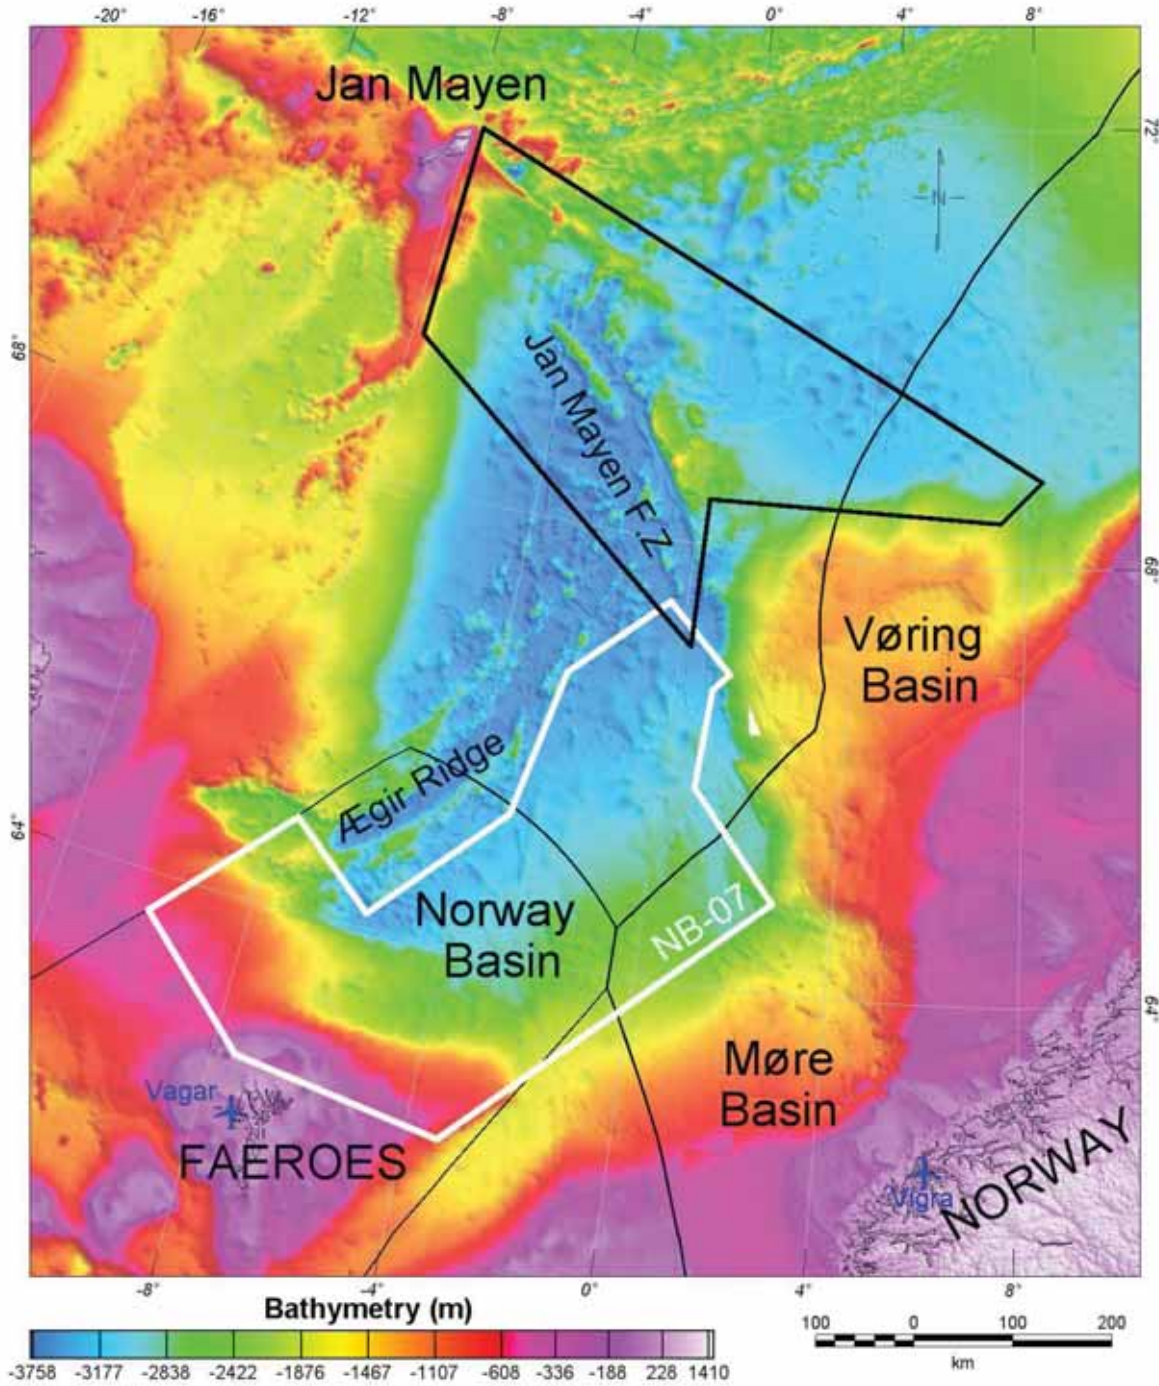 -20° -16° -12° -8° -4° 0° 4° 8°
Jan Mayen
72°
N
68°
Jan Mayen F.Z
68°
Vøring
Basin
Ægir Ridge
64°
Norway
Basin
NB-07
64°
Møre
Basin
Vagar
FAEROES
Vigra
NORWAY
-8° -4° 0° 4° 8°
Bathymetry (m)
-3758 -3177 -2838 -2422 -1876 -1467 -1107 -608 -336 -188 228 1410
100 0 100 200
km